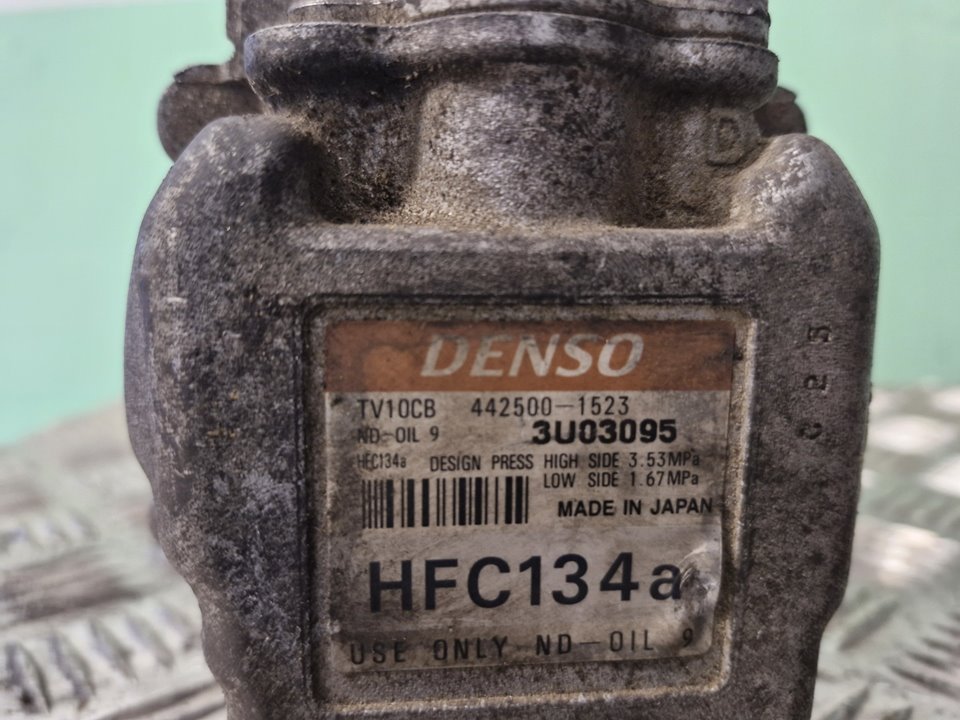 D
DENSO
TV10CB 442500-1523
ND-OIL 9 3U03095
HFC134a DESIGN PRESS HIGH SIDE 3.53MPa
LOW SIDE 1.67MPa
MADE IN JAPAN
HFC134a
USE ONLY ND-OIL 9